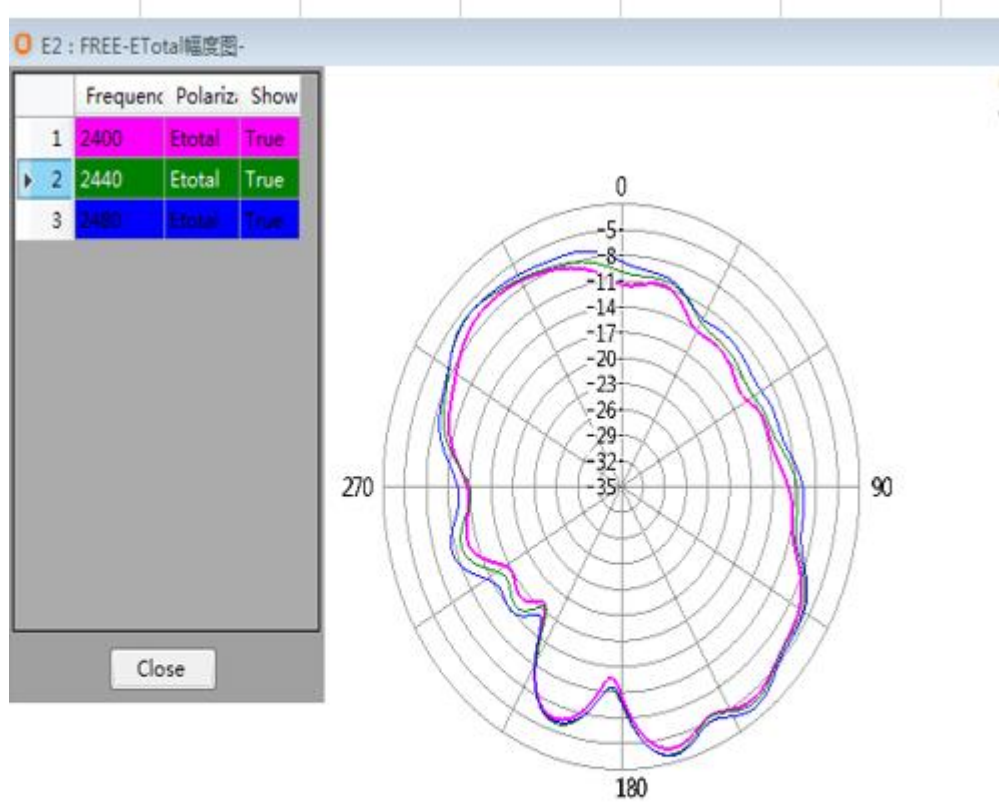 E2 : FREE-ETotal幅度图-
Frequenc Polariz Show
1 2400 Etotal True
2 2440 Etotal True
3 2480 Etotal True
Close
0
-5
-8
-11
-14
-17
-20
-23
-26
-29
-32
-35
270
90
180